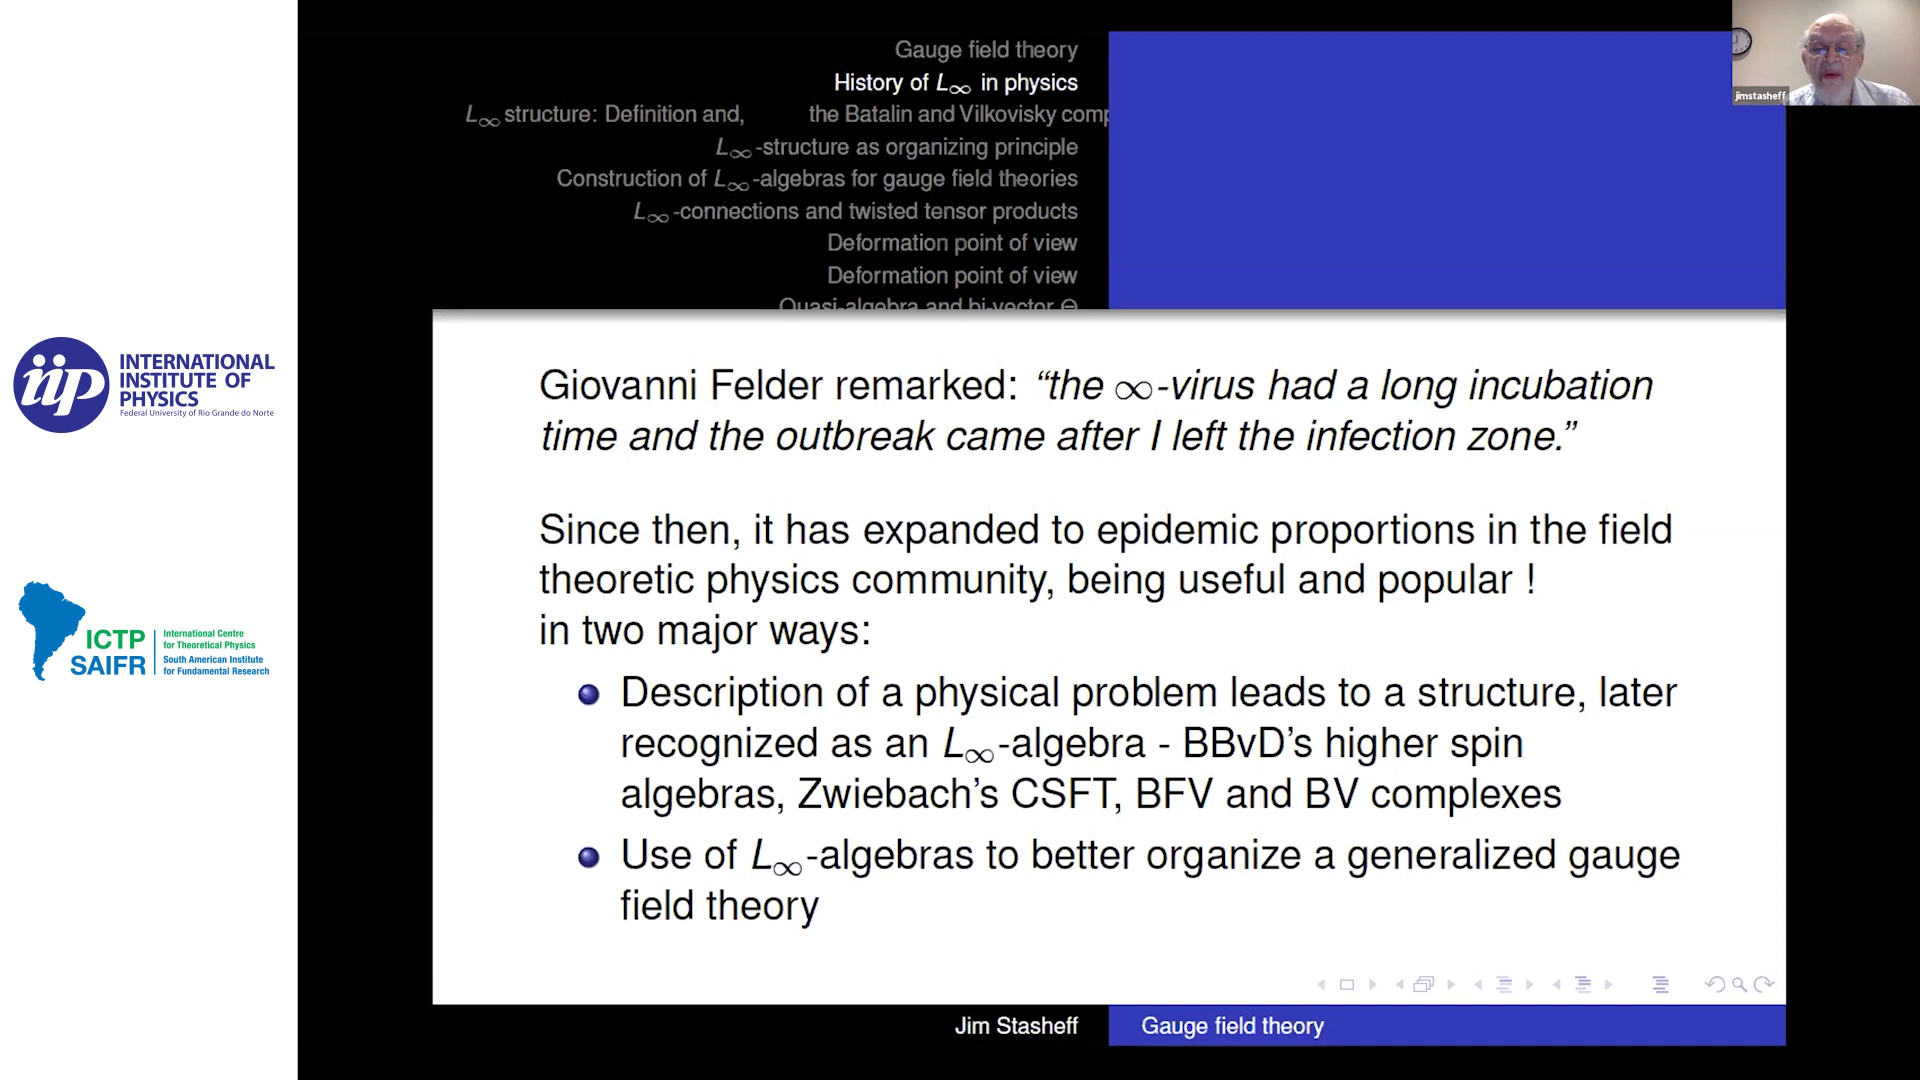 Gauge field theory
History of L∞ in physics
L∞ structure: Definition and, the Batalin and Vilkovisky comp
L∞-structure as organizing principle
Construction of L∞-algebras for gauge field theories
L∞-connections and twisted tensor products
Deformation point of view
Deformation point of view
Quasi-algebra and bi-vector Θ
jimstasheff
iip
INTERNATIONAL
INSTITUTE OF
PHYSICS
Federal University of Rio Grande do Norte
ICTP
SAIFR
International Centre
for Theoretical Physics
South American Institute
for Fundamental Research
Giovanni Felder remarked: “the ∞-virus had a long incubation
time and the outbreak came after I left the infection zone.”
Since then, it has expanded to epidemic proportions in the field
theoretic physics community, being useful and popular !
in two major ways:
Description of a physical problem leads to a structure, later
recognized as an L∞-algebra - BBvD’s higher spin
algebras, Zwiebach’s CSFT, BFV and BV complexes
Use of L∞-algebras to better organize a generalized gauge
field theory
Jim Stasheff
Gauge field theory